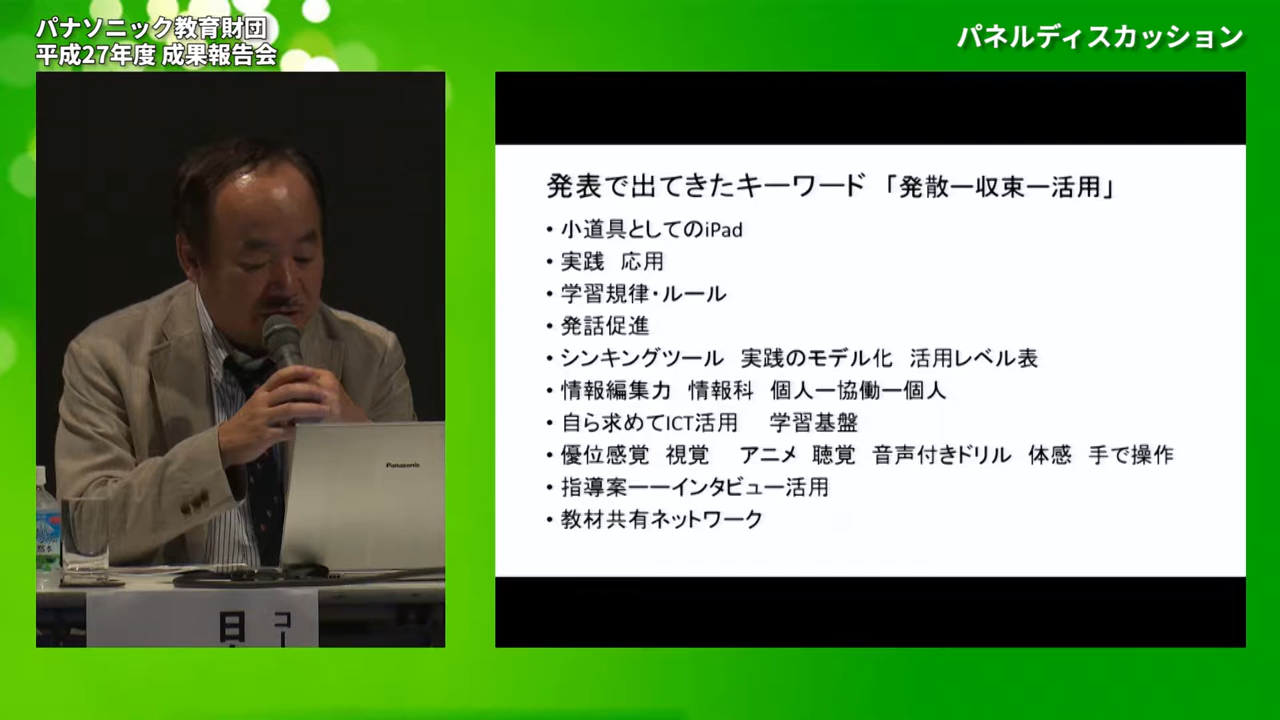 パナソニック教育財団
平成27年度 成果報告会
パネルディスカッション
発表で出てきたキーワード 「発散ー収束ー活用」
• 小道具としてのiPad
• 実践 応用
• 学習規律・ルール
• 発話促進
• シンキングツール 実践のモデル化 活用レベル表
• 情報編集力 情報科 個人ー協働ー個人
• 自ら求めてICT活用 学習基盤
• 優位感覚 視覚 アニメ 聴覚 音声付きドリル 体感 手で操作
• 指導案ーーインタビュー活用
• 教材共有ネットワーク
Panasonic
コー